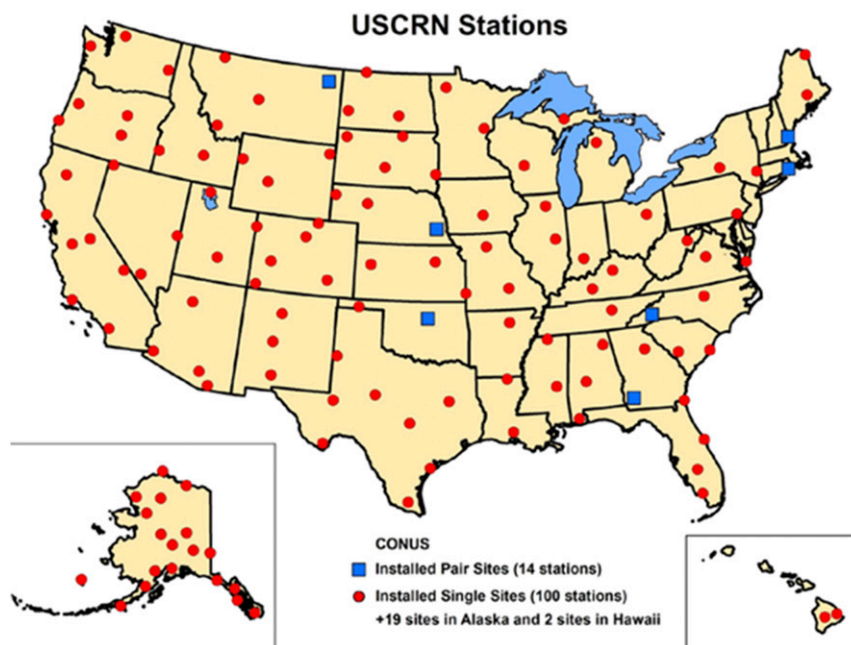 USCRN Stations
CONUS
Installed Pair Sites (14 stations)
Installed Single Sites (100 stations)
+19 sites in Alaska and 2 sites in Hawaii